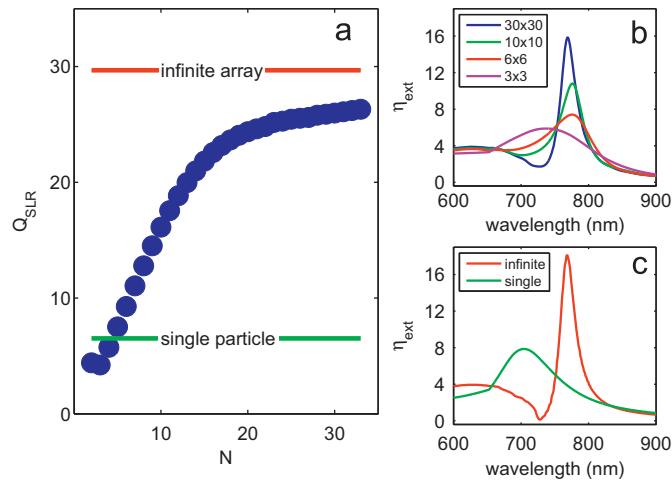 a
30
20
10
0
10
20
30
Q_SLR
N
infinite array
single particle
b
30x30
10x10
6x6
3x3
16
12
8
4
0
600
700
800
900
η_ext
wavelength (nm)
c
infinite
single
16
12
8
4
0
600
700
800
900
η_ext
wavelength (nm)